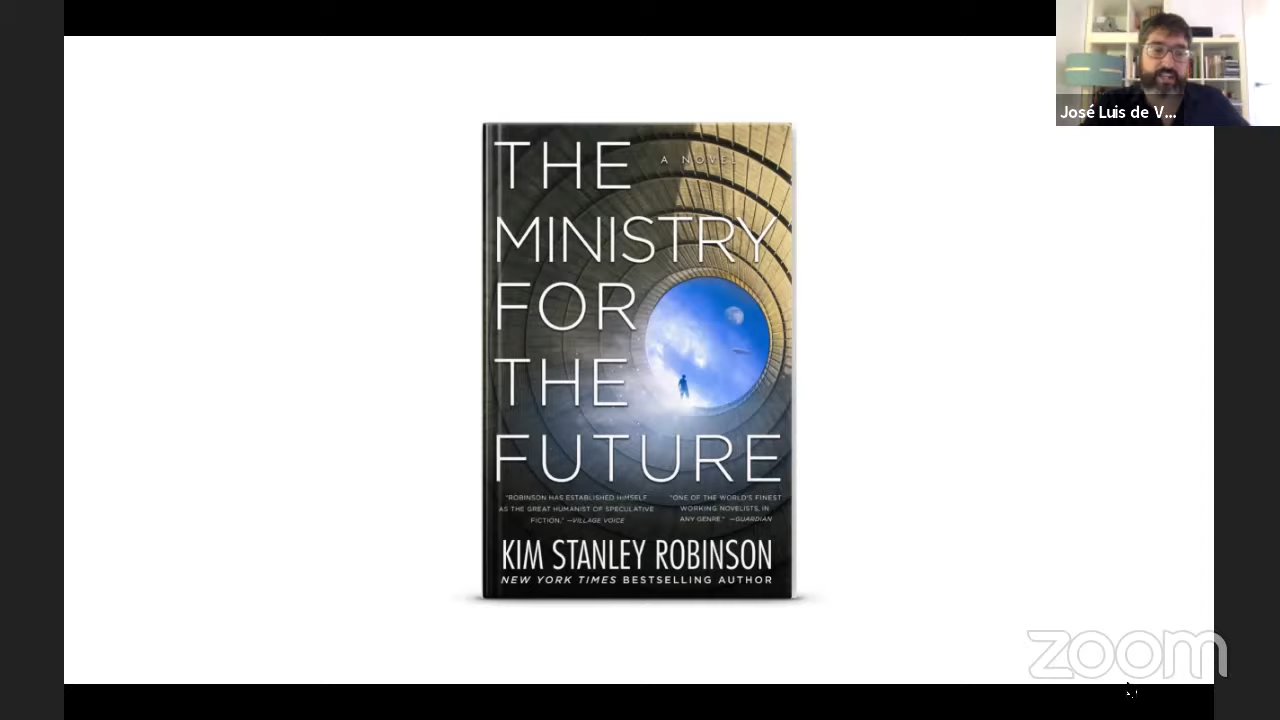 José Luis de V...
THE
A NOVEL
MINISTRY
FOR
THE
FUTURE
"ROBINSON HAS ESTABLISHED HIMSELF
AS THE GREAT HUMANIST OF SPECULATIVE
FICTION." —VILLAGE VOICE
"ONE OF THE WORLD'S FINEST
WORKING NOVELISTS, IN
ANY GENRE." —GUARDIAN
KIM STANLEY ROBINSON
NEW YORK TIMES BESTSELLING AUTHOR
zoom